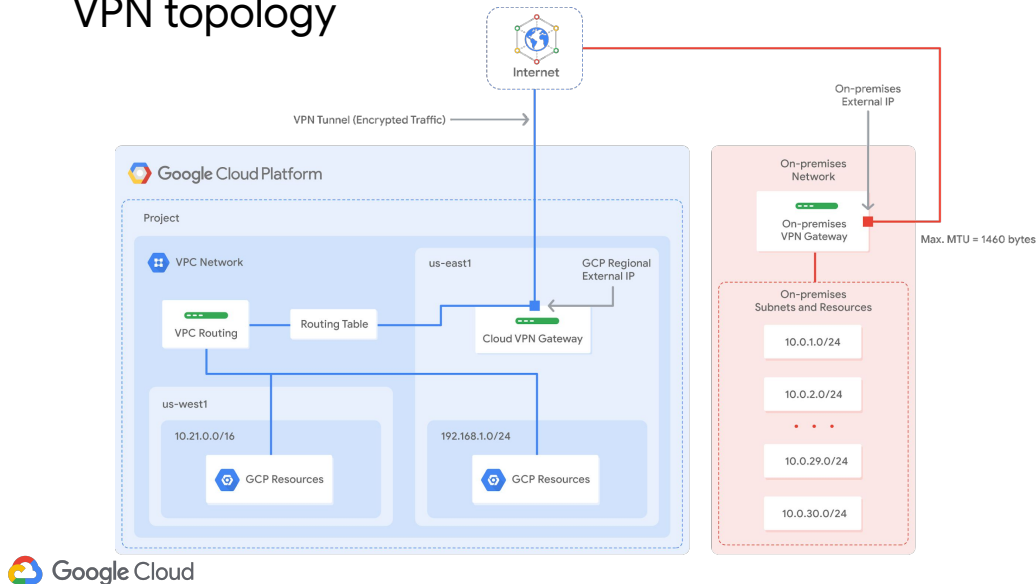 VPN topology
Internet
On-premises
External IP
VPN Tunnel (Encrypted Traffic)
Google Cloud Platform
On-premises
Network
Project
On-premises
VPN Gateway
Max. MTU = 1460 bytes
VPC Network
us-east1
GCP Regional
External IP
On-premises
Subnets and Resources
VPC Routing
Routing Table
Cloud VPN Gateway
10.0.1.0/24
us-west1
10.0.2.0/24
10.21.0.0/16
192.168.1.0/24
10.0.29.0/24
GCP Resources
GCP Resources
10.0.30.0/24
Google Cloud